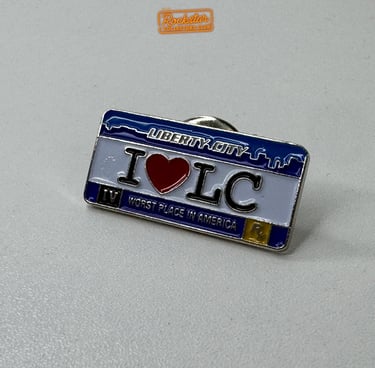 Rockstar
LIBERTY CITY
I ♥ LC
IV
WORST PLACE IN AMERICA
R★